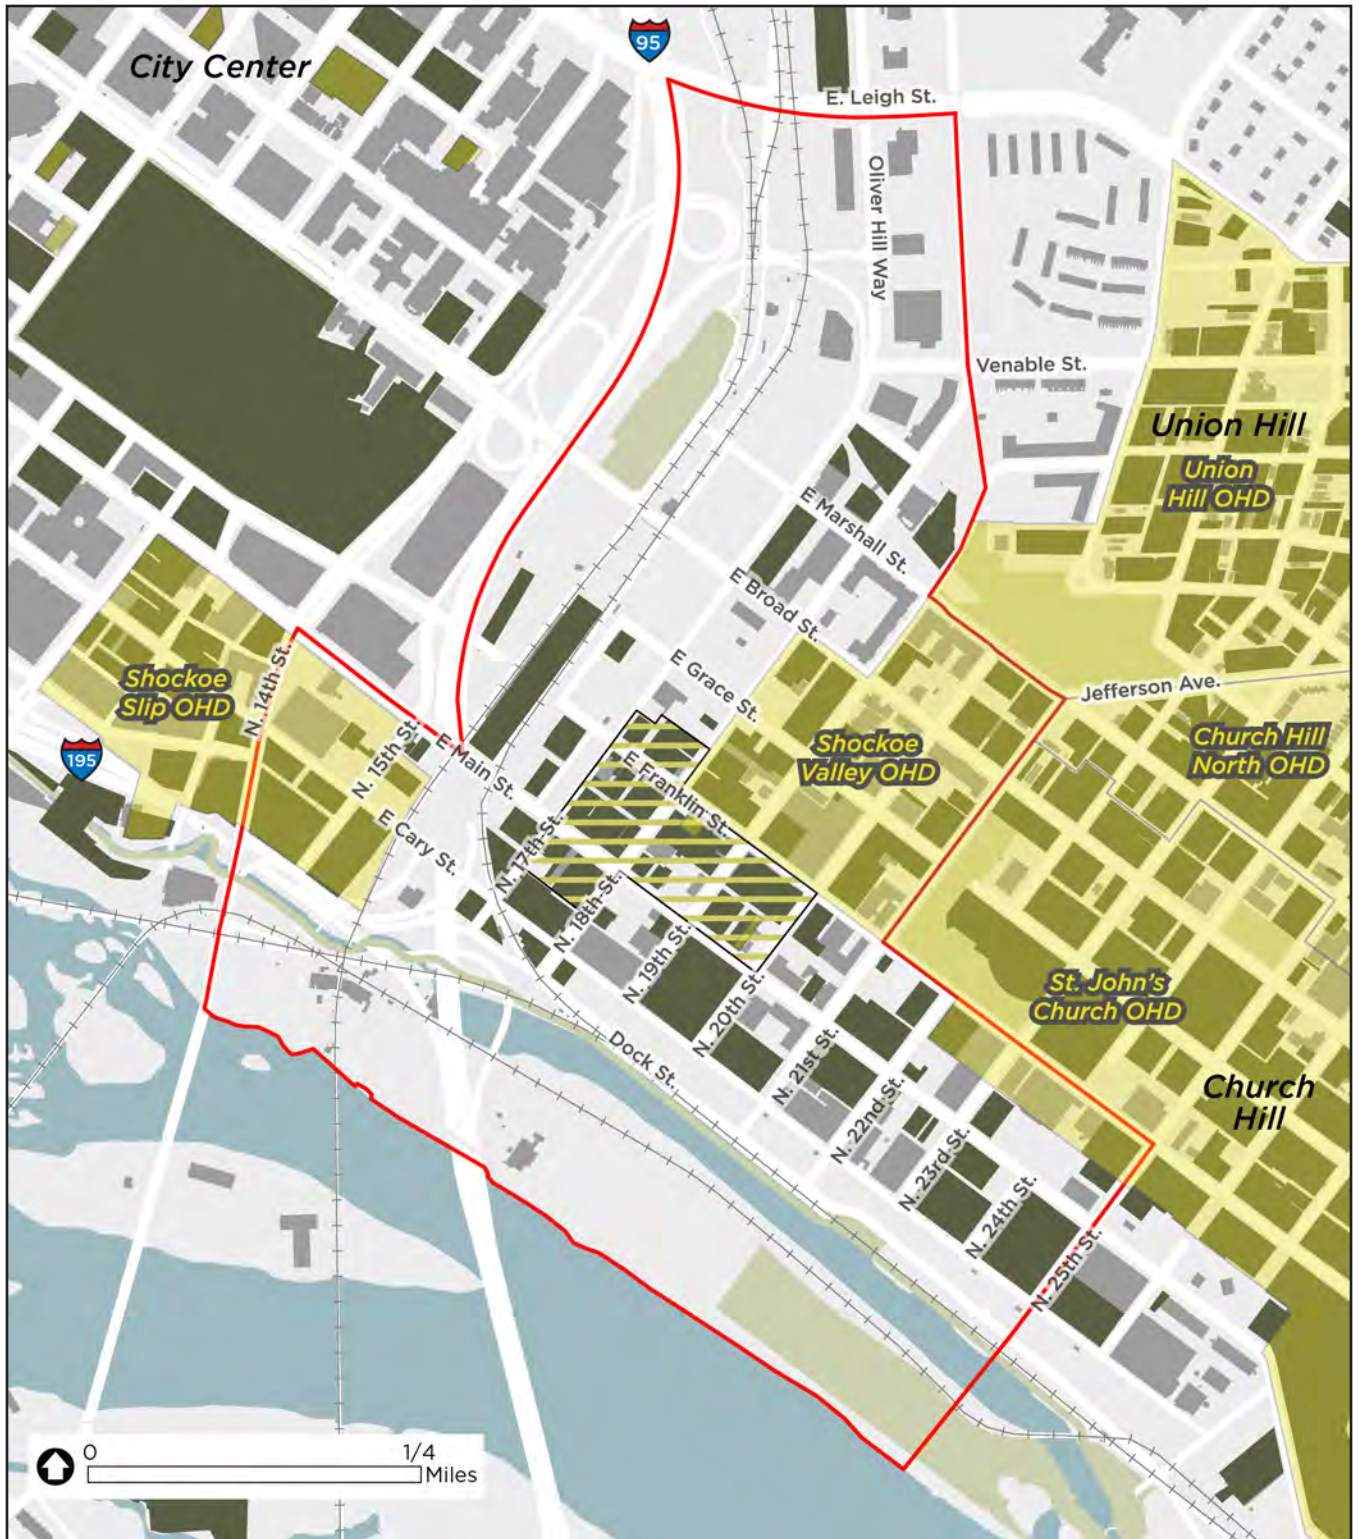 95
City Center
E. Leigh St.
Oliver Hill Way
Venable St.
Union Hill
Union
Hill OHD
E Marshall St.
E Broad St.
E Grace St.
Jefferson Ave.
Shockoe
Slip OHD
N. 14th St.
195
N. 15th St.
E Main St.
E Cary St.
E Franklin St.
Shockoe
Valley OHD
Church Hill
North OHD
N. 17th St.
N. 18th St.
N. 19th St.
N. 20th St.
St. John's
Church OHD
Dock St.
N. 21st St.
N. 22nd St.
N. 23rd St.
N. 24th St.
N. 25th St.
Church
Hill
0 1/4
Miles